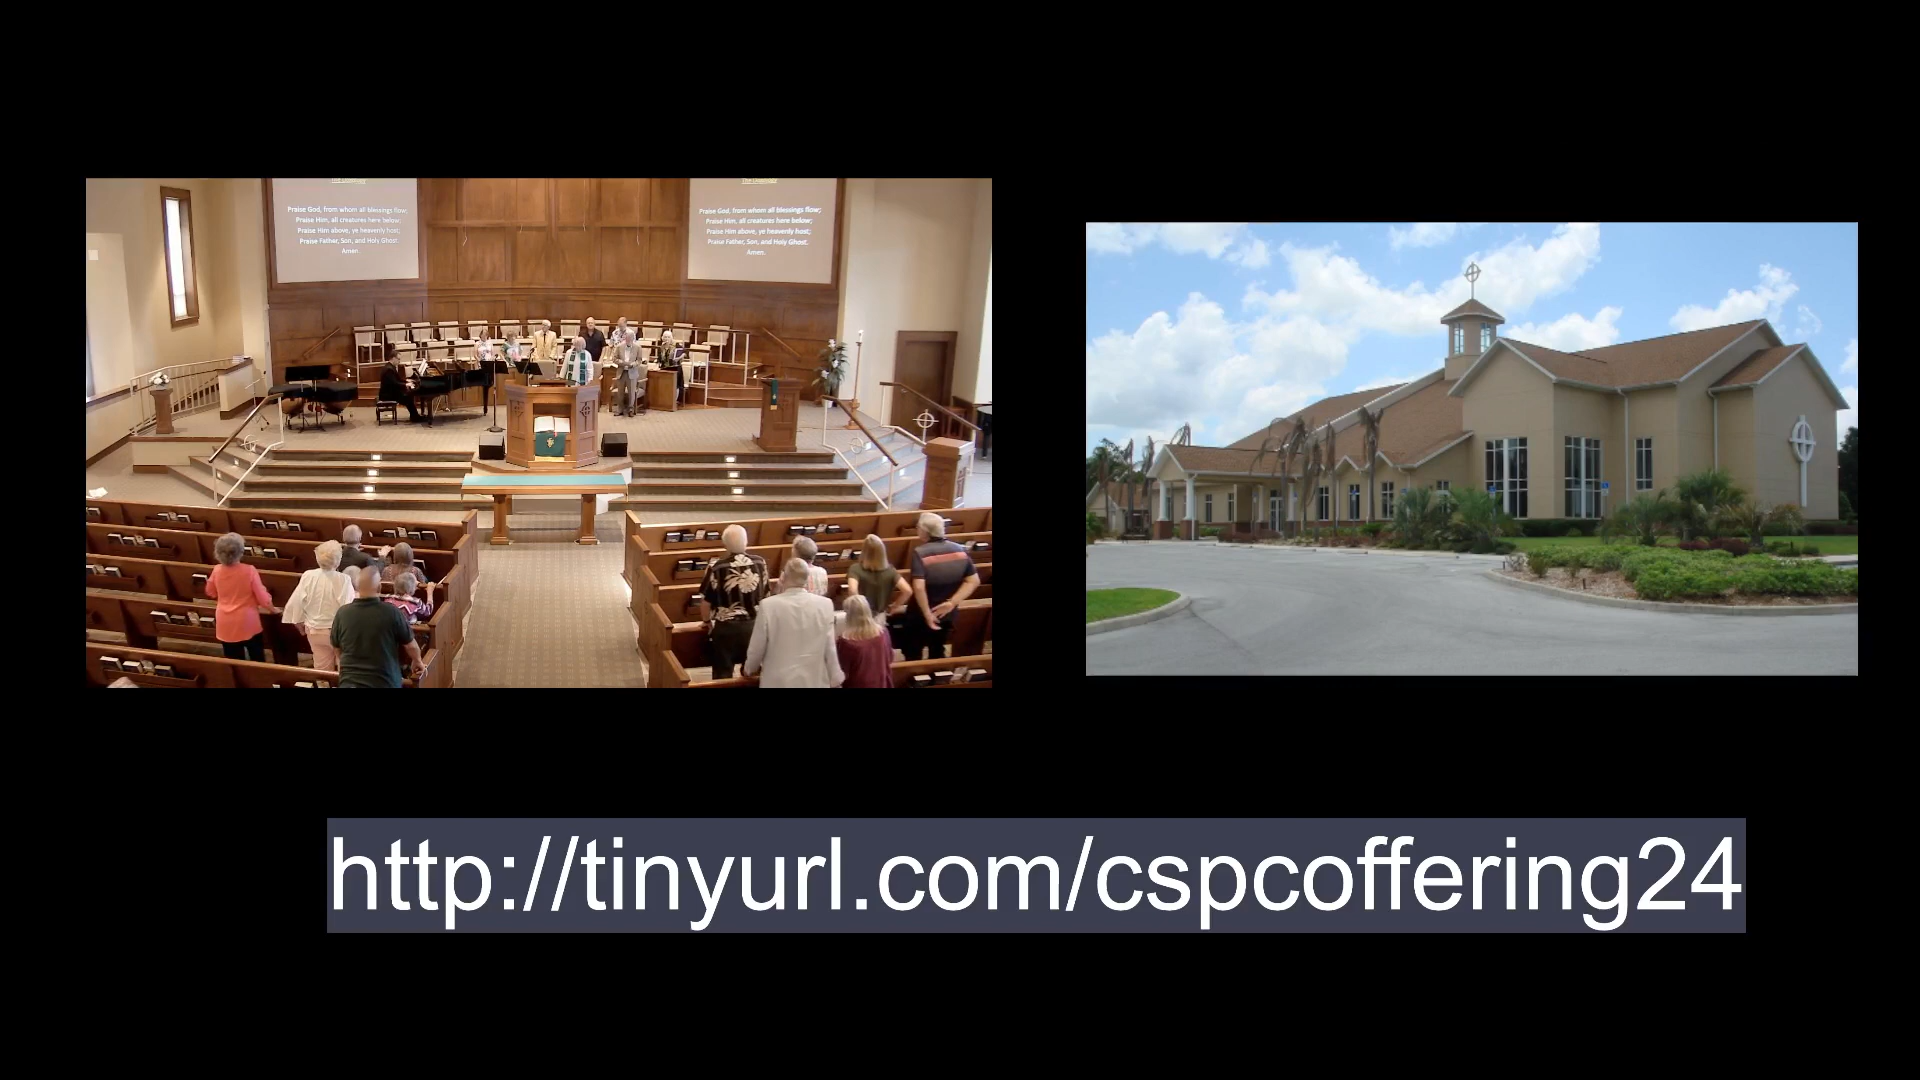 Praise God, from whom all blessings flow;
Praise Him, all creatures here below;
Praise Him above, ye heavenly host;
Praise Father, Son, and Holy Ghost.
Amen.
Praise God, from whom all blessings flow;
Praise Him, all creatures here below;
Praise Him above, ye heavenly host;
Praise Father, Son, and Holy Ghost.
Amen.
http://tinyurl.com/cspcoffering24